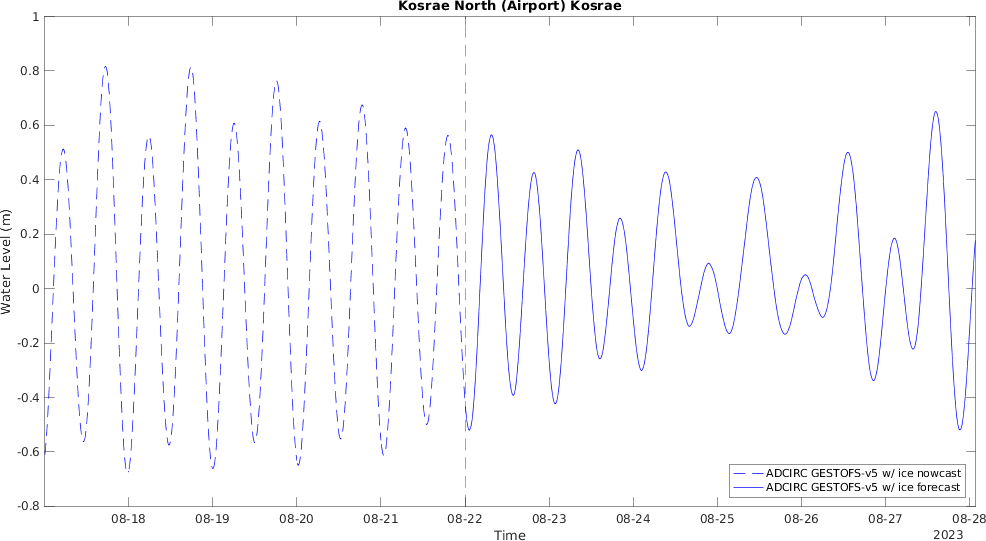 Kosrae North (Airport) Kosrae
1
0.8
0.6
0.4
0.2
0
-0.2
-0.4
-0.6
-0.8
Water Level (m)
ADCIRC GESTOFS-v5 w/ ice nowcast
ADCIRC GESTOFS-v5 w/ ice forecast
08-18 08-19 08-20 08-21 08-22 08-23 08-24 08-25 08-26 08-27 08-28
Time
2023